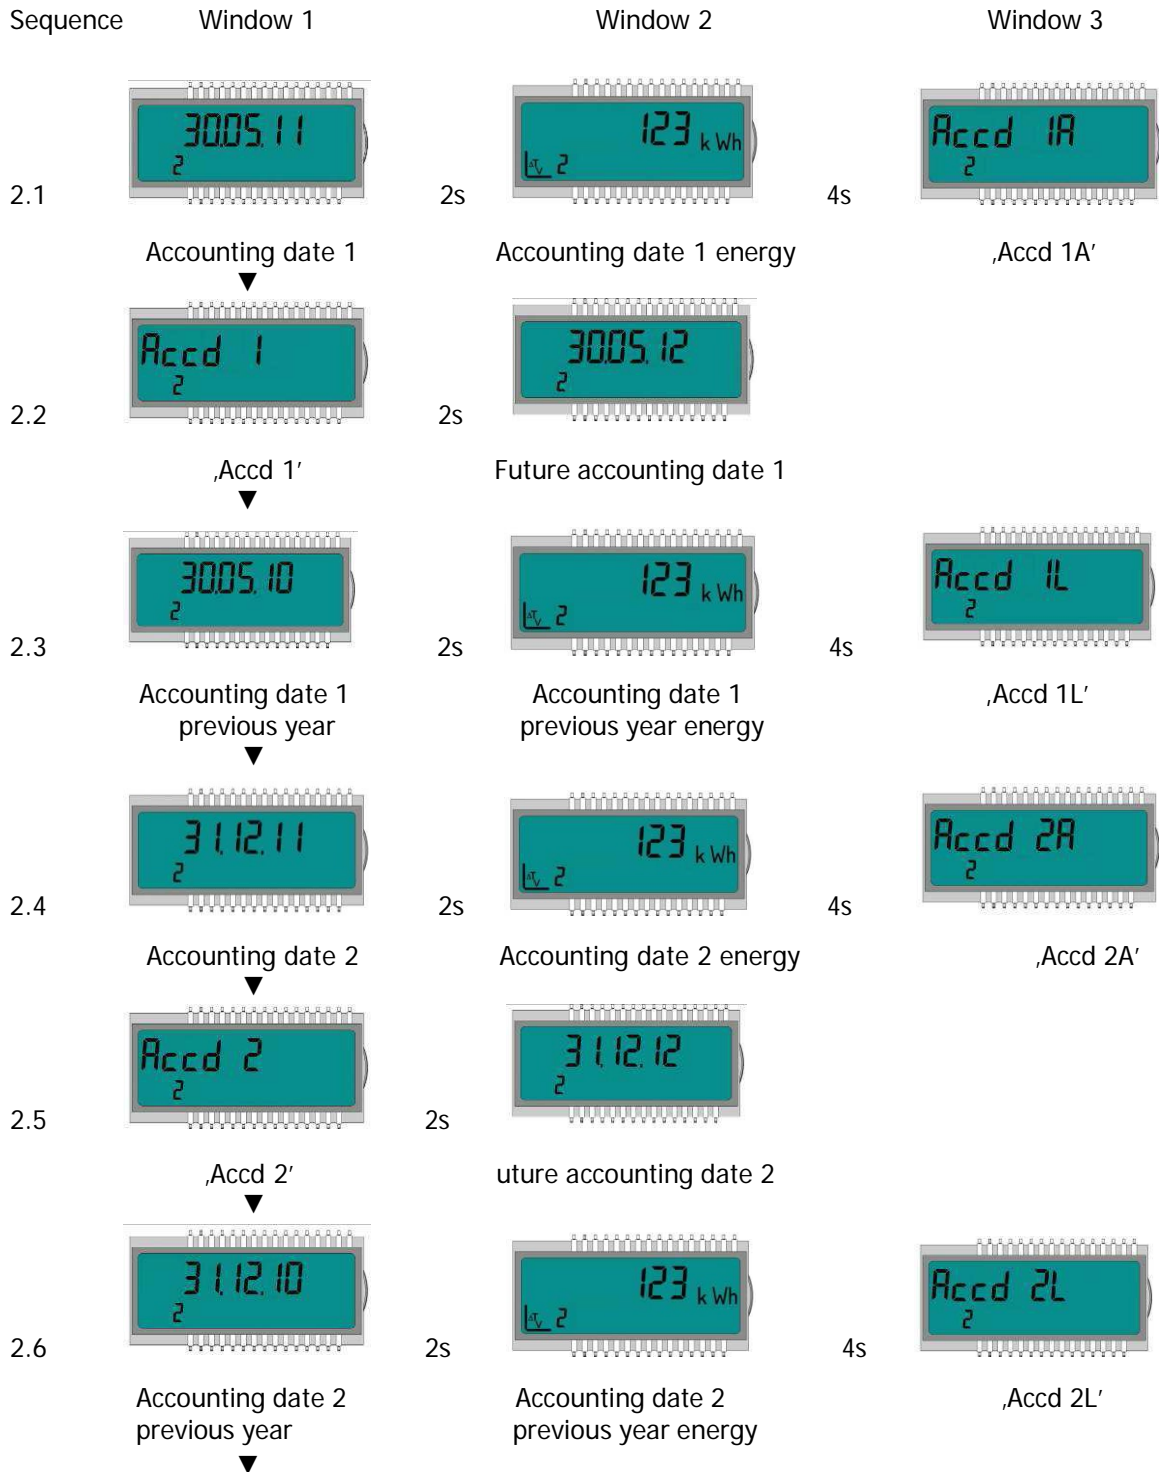 Sequence Window 1 Window 2 Window 3
30.05.11 123 kWh Accd 1A
2 ΔT V 2 2
2.1 2s 4s
Accounting date 1 Accounting date 1 energy ‚Accd 1A′
▼
Accd 1 30.05.12
2 2
2.2 2s
‚Accd 1′ Future accounting date 1
▼
30.05.10 123 kWh Accd 1L
2 ΔT V 2 2
2.3 2s 4s
Accounting date 1 Accounting date 1 ‚Accd 1L′
previous year previous year energy
▼
31.12.11 123 kWh Accd 2A
2 ΔT V 2 2
2.4 2s 4s
Accounting date 2 Accounting date 2 energy ‚Accd 2A′
▼
Accd 2 31.12.12
2 2
2.5 2s
‚Accd 2′ uture accounting date 2
▼
31.12.10 123 kWh Accd 2L
2 ΔT V 2 2
2.6 2s 4s
Accounting date 2 Accounting date 2 ‚Accd 2L′
previous year previous year energy
▼